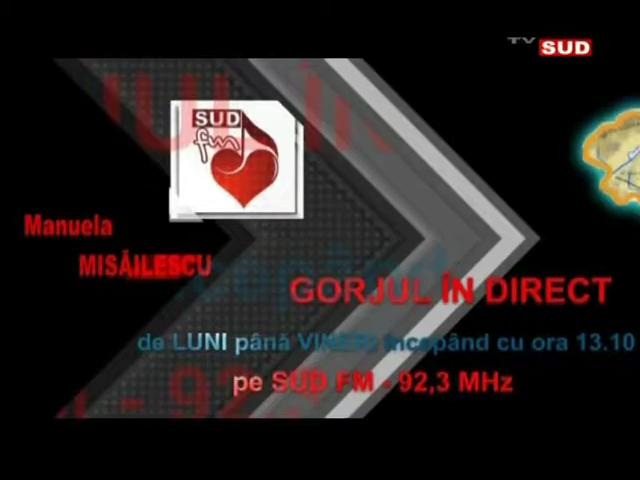 TV SUD
SUD
fm
Manuela
MISĂILESCU
GORJUL ÎN DIRECT
de LUNI până VINERI începând cu ora 13.10
pe SUD FM - 92,3 MHz